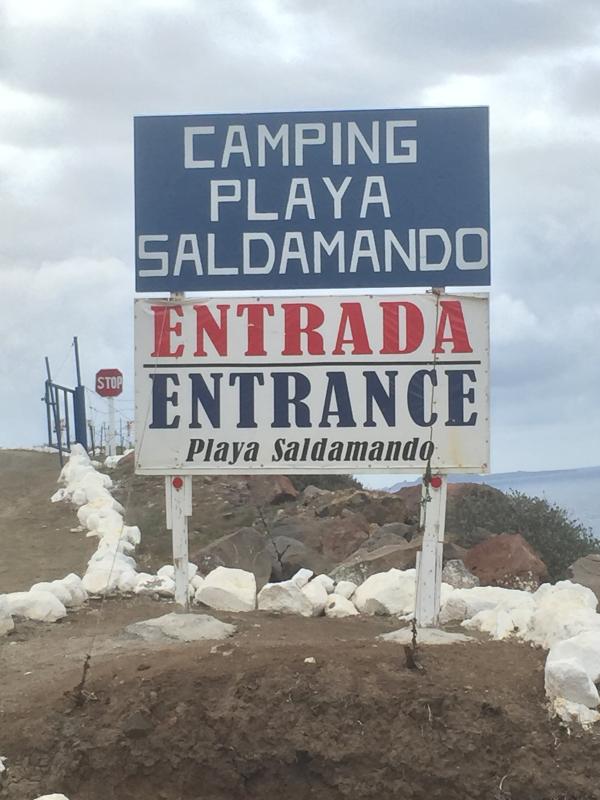 CAMPING
PLAYA
SALDAMANDO
ENTRADA
ENTRANCE
Playa Saldamando
STOP